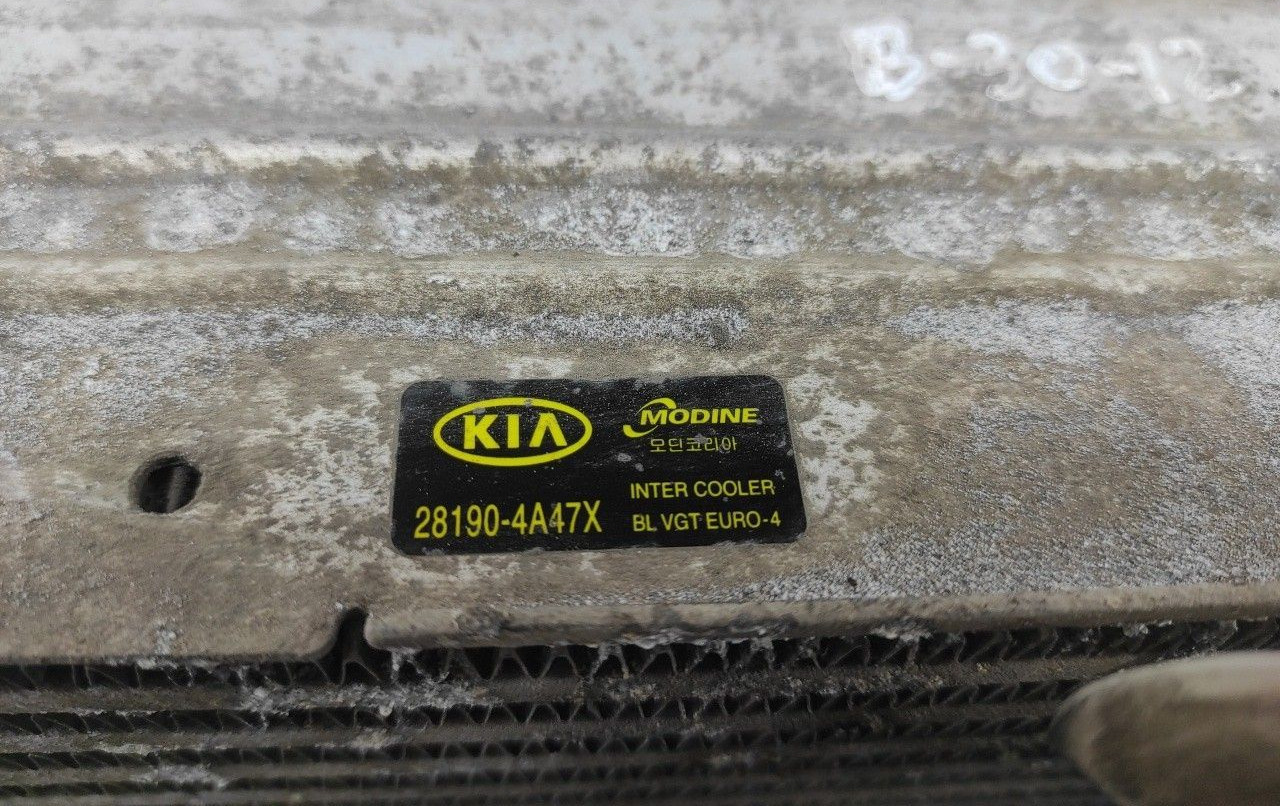 B-30-12
KIA
MODINE
모딘코리아
28190-4A47X
INTER COOLER
BL VGT EURO-4